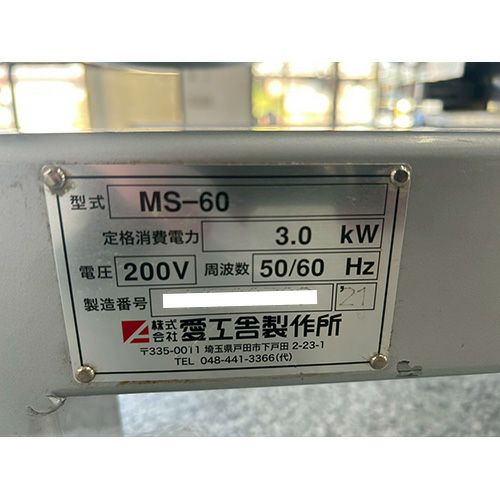 型式 MS-60
定格消費電力 3.0 kW
電圧 200V 周波数 50/60 Hz
製造番号 '21
株式会社 愛工舎製作所
〒335-0011 埼玉県戸田市下戸田 2-23-1
TEL 048-441-3366(代)